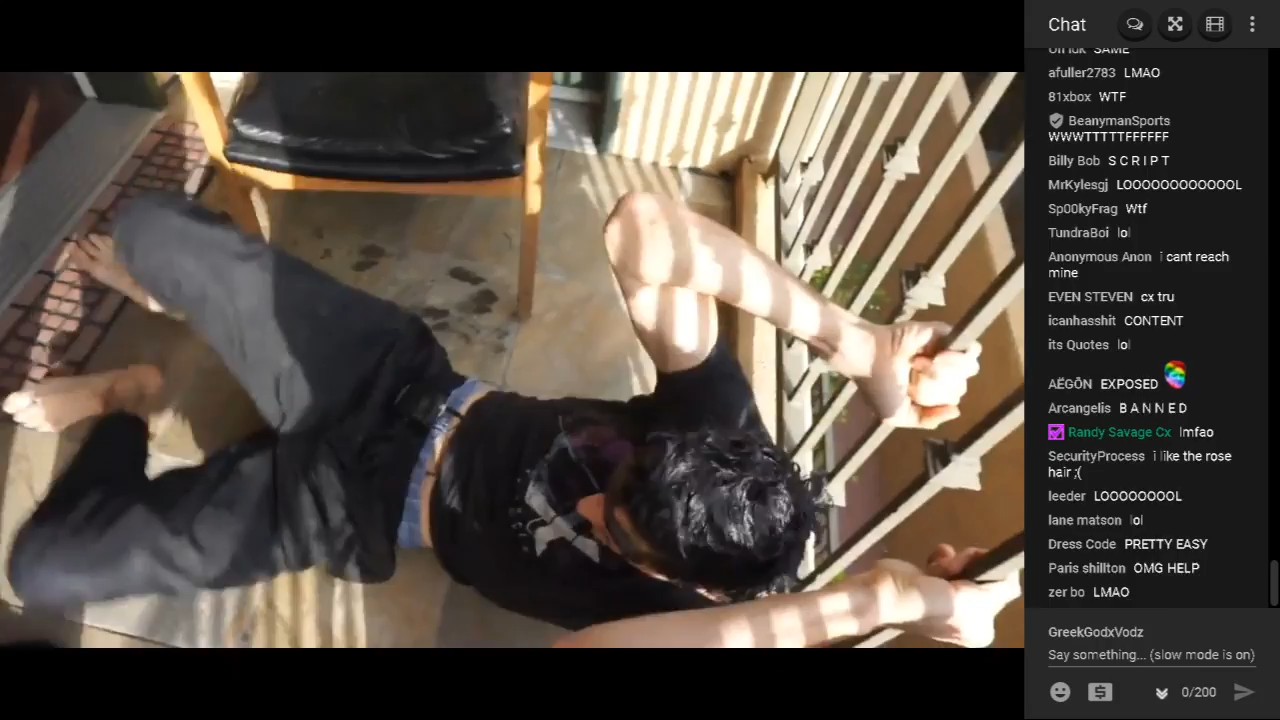 Chat
SAME
afuller2783 LMAO
81xbox WTF
BeanymanSports
WWWTTTTTFFFFFF
Billy Bob S C R I P T
MrKylesgj LOOOOOOOOOOOOL
Sp00kyFrag Wtf
TundraBoi lol
Anonymous Anon i cant reach
mine
EVEN STEVEN cx tru
icanhasshit CONTENT
its Quotes lol
AËGÖN EXPOSED
Arcangelis B A N N E D
Randy Savage Cx lmfao
SecurityProcess i like the rose
hair ;(
leeder LOOOOOOOOL
lane matson lol
Dress Code PRETTY EASY
Paris shillton OMG HELP
zer bo LMAO
GreekGodxVodz
Say something... (slow mode is on)
0/200